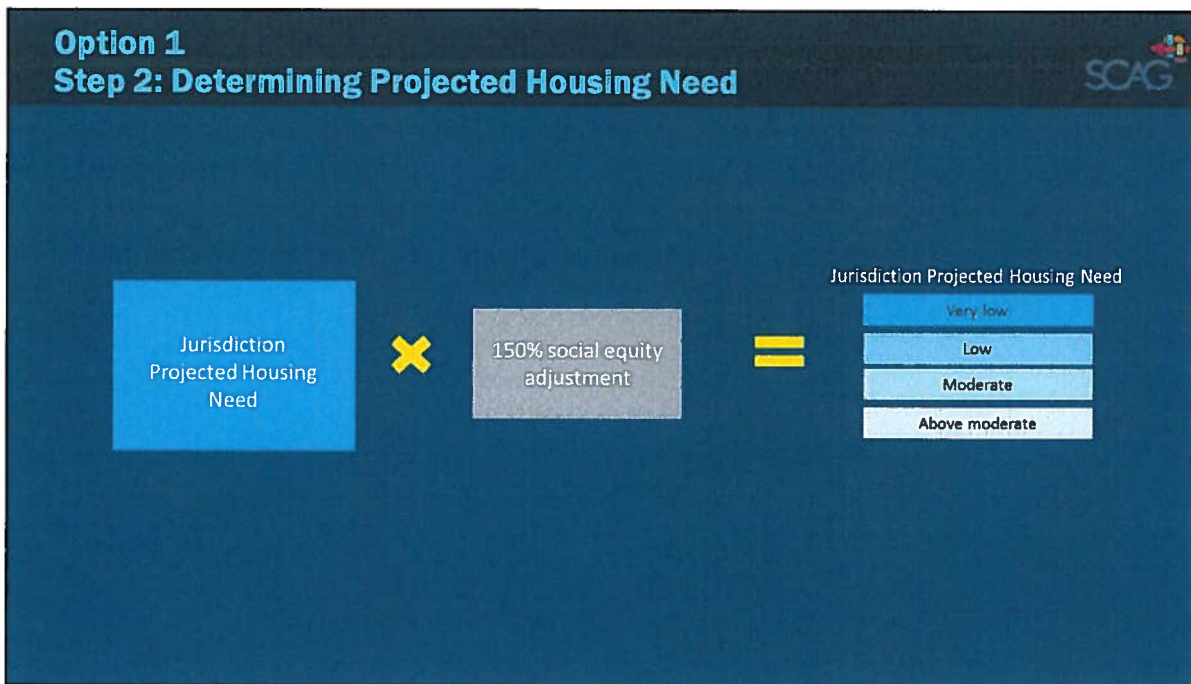 Option 1
Step 2: Determining Projected Housing Need
SCAG
Jurisdiction
Projected Housing
Need
×
150% social equity
adjustment
=
Jurisdiction Projected Housing Need
Very low
Low
Moderate
Above moderate